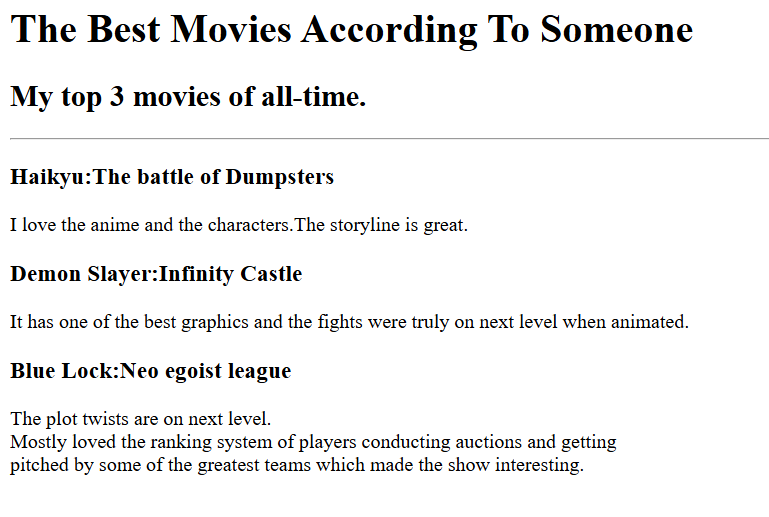 The Best Movies According To Someone
My top 3 movies of all-time.
Haikyu:The battle of Dumpsters
I love the anime and the characters.The storyline is great.
Demon Slayer:Infinity Castle
It has one of the best graphics and the fights were truly on next level when animated.
Blue Lock:Neo egoist league
The plot twists are on next level.
Mostly loved the ranking system of players conducting auctions and getting
pitched by some of the greatest teams which made the show interesting.